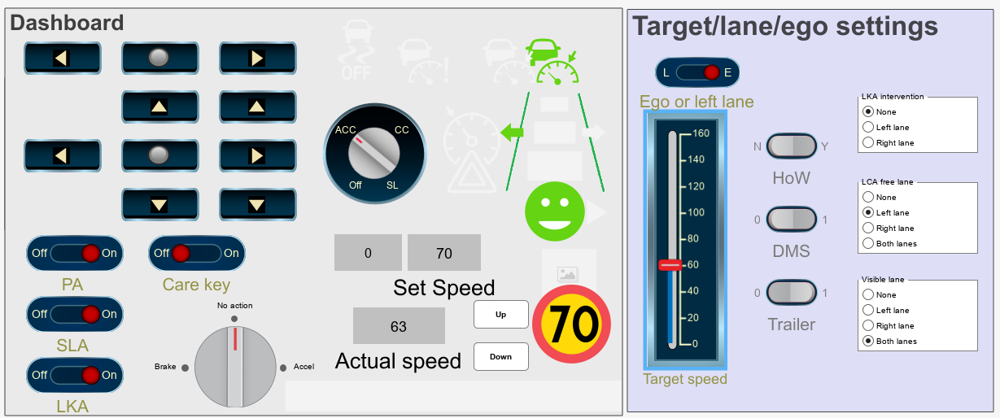 Dashboard
OFF
ACC
CC
Off
SL
Off
On
PA
Off
On
Care key
Off
On
SLA
Off
On
LKA
No action
Brake
Accel
0
70
Set Speed
63
Actual speed
Up
Down
70
Target/lane/ego settings
L
E
Ego or left lane
160
140
120
100
80
60
40
20
0
Target speed
N
Y
HoW
0
1
DMS
0
1
Trailer
LKA intervention
None
Left lane
Right lane
LCA free lane
None
Left lane
Right lane
Both lanes
Visible lane
None
Left lane
Right lane
Both lanes